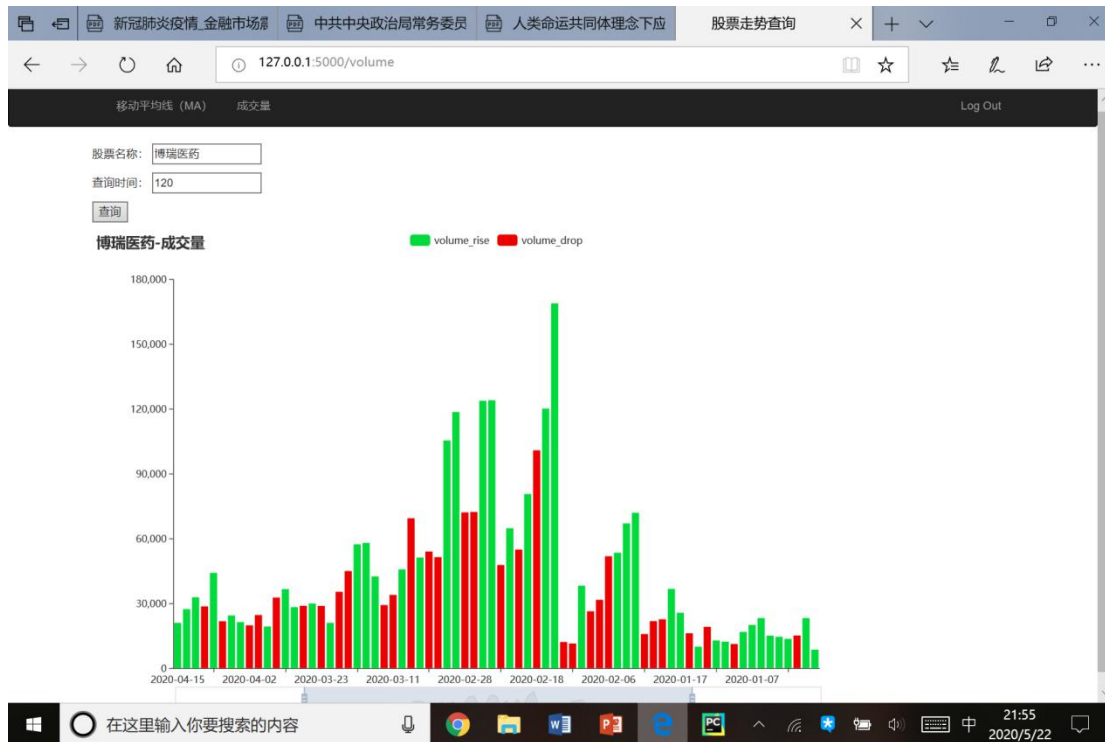 新冠肺炎疫情_金融市场
中共中央政治局常务委员
人类命运共同体理念下应
股票走势查询
127.0.0.1:5000/volume
移动平均线（MA） 成交量 Log Out
股票名称： 博瑞医药
查询时间： 120
查询
博瑞医药-成交量
volume_rise volume_drop
180,000
150,000
120,000
90,000
60,000
30,000
0
2020-04-15 2020-04-02 2020-03-23 2020-03-11 2020-02-28 2020-02-18 2020-02-06 2020-01-17 2020-01-07
在这里输入你要搜索的内容
中
21:55
2020/5/22